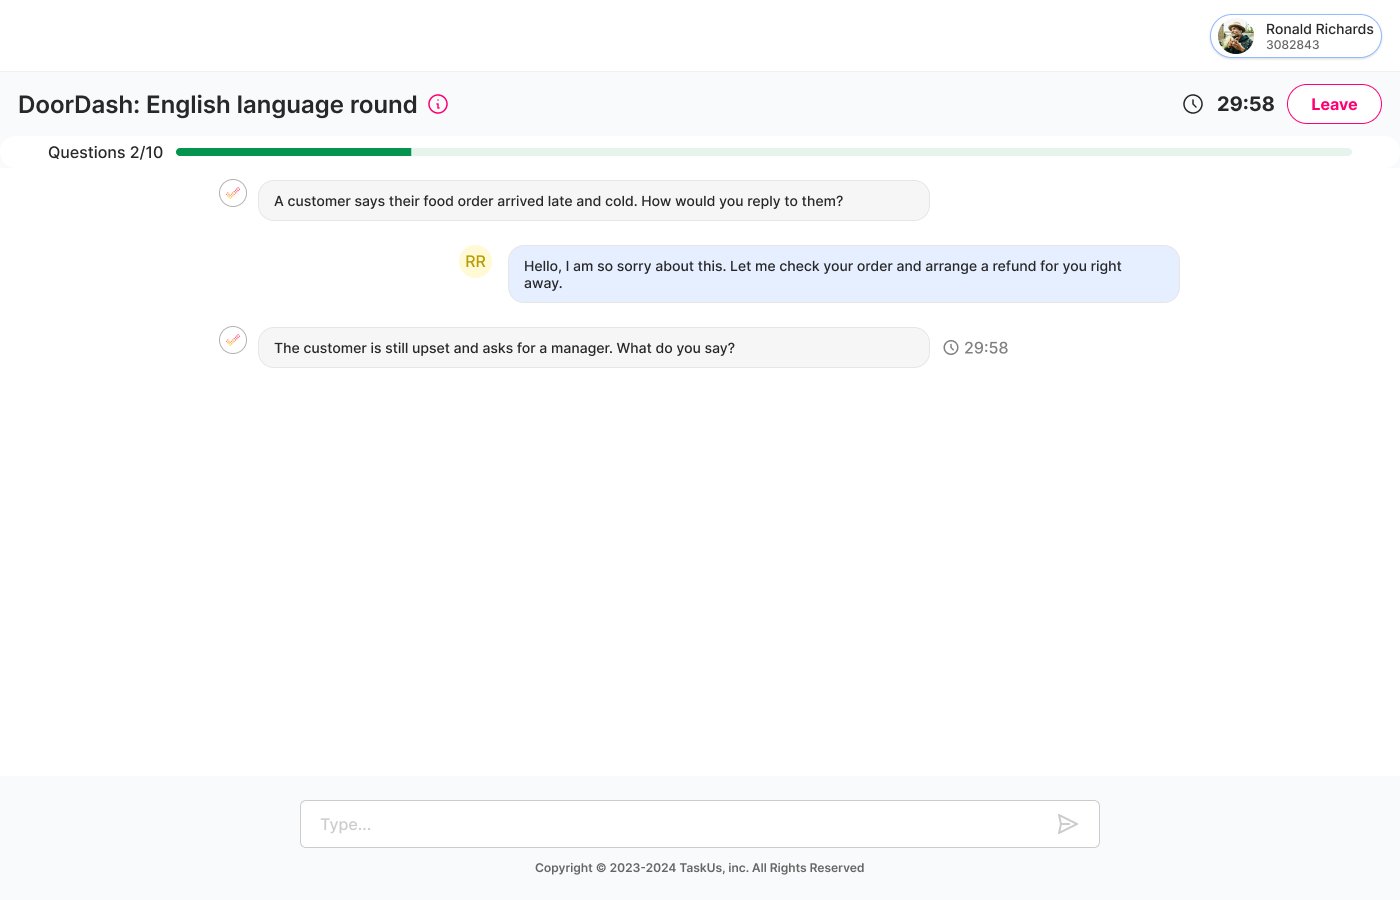 Ronald Richards
3082843
DoorDash: English language round
29:58
Leave
Questions 2/10
A customer says their food order arrived late and cold. How would you reply to them?
RR
Hello, I am so sorry about this. Let me check your order and arrange a refund for you right
away.
The customer is still upset and asks for a manager. What do you say?
29:58
Type...
Copyright © 2023-2024 TaskUs, inc. All Rights Reserved